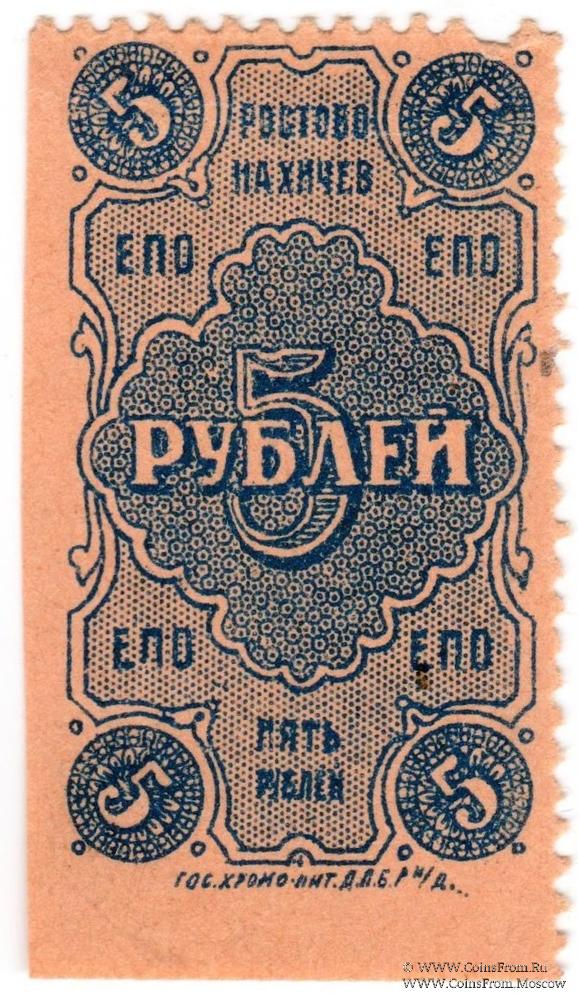 5 5
РОСТОВО
НАХИЧЕВ
ЕПО ЕПО
5
РУБЛЕЙ
ЕПО ЕПО
ПЯТЬ
РУБЛЕЙ
5 5
ГОС.ХРОМО-ЛИТ.Д.П.Б.РН/Д...
© WWW.CoinsFrom.Ru
WWW.CoinsFrom.Moscow